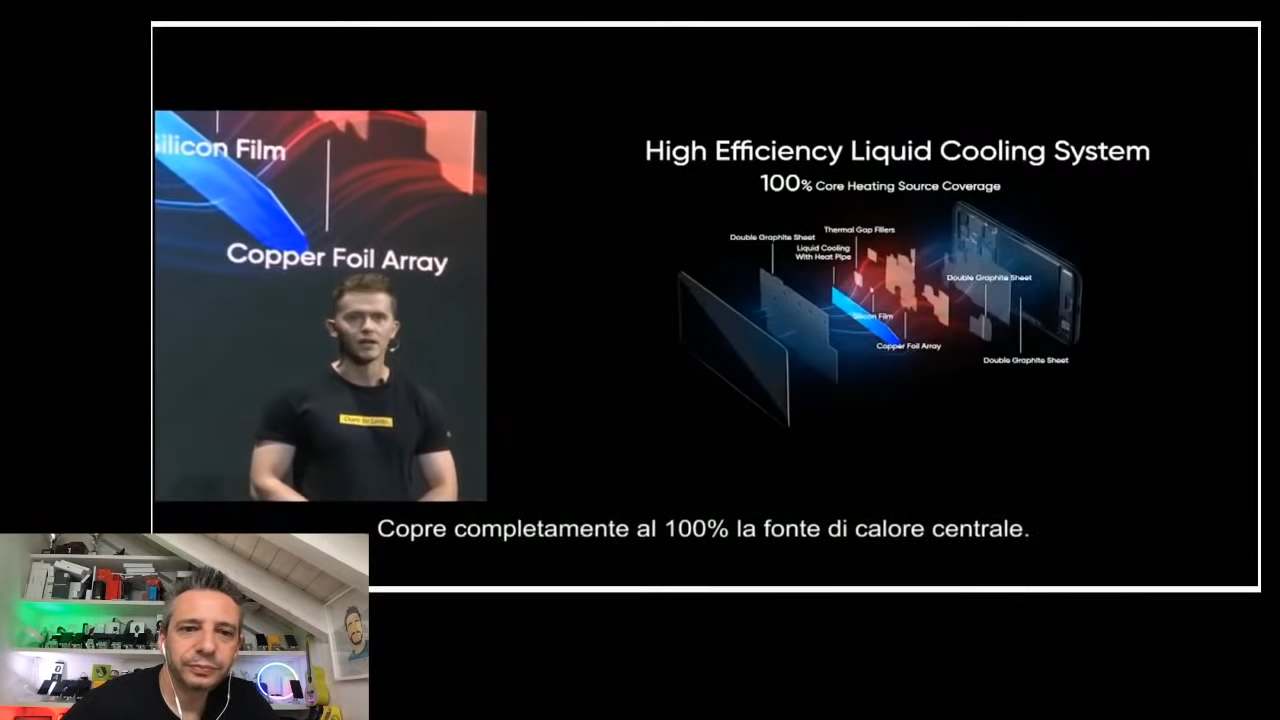 Silicon Film
Copper Foil Array
High Efficiency Liquid Cooling System
100% Core Heating Source Coverage
Thermal Gap Fillers
Double Graphite Sheet
Liquid Cooling
With Heat Pipe
Double Graphite Sheet
Silicon Film
Copper Foil Array
Double Graphite Sheet
Copre completamente al 100% la fonte di calore centrale.